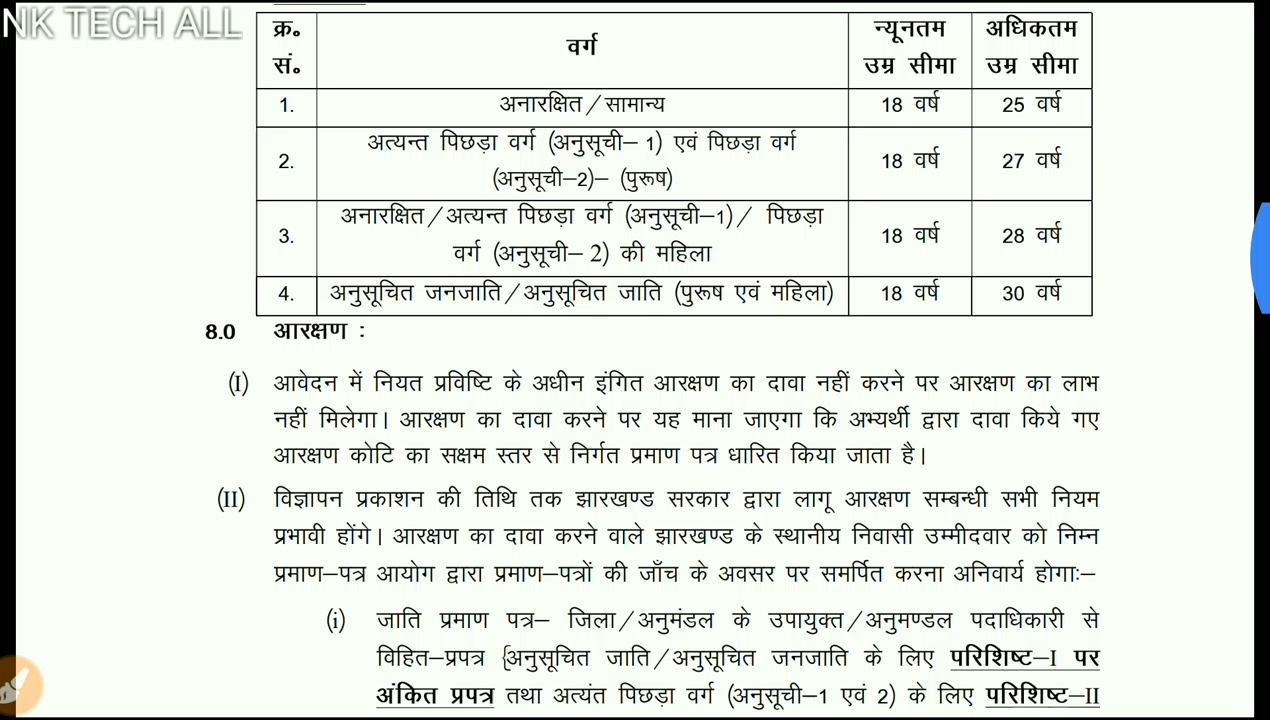 NK TECH ALL
क्र॰ सं॰ वर्ग न्यूनतम उम्र सीमा अधिकतम उम्र सीमा
1. अनारक्षित/सामान्य 18 वर्ष 25 वर्ष
2. अत्यन्त पिछड़ा वर्ग (अनुसूची–1) एवं पिछड़ा वर्ग
(अनुसूची–2)– (पुरूष) 18 वर्ष 27 वर्ष
3. अनारक्षित/अत्यन्त पिछड़ा वर्ग (अनुसूची–1)/ पिछड़ा
वर्ग (अनुसूची– 2) की महिला 18 वर्ष 28 वर्ष
4. अनुसूचित जनजाति/अनुसूचित जाति (पुरूष एवं महिला) 18 वर्ष 30 वर्ष
8.0 आरक्षण :
(I) आवेदन में नियत प्रविष्टि के अधीन इंगित आरक्षण का दावा नहीं करने पर आरक्षण का लाभ
नहीं मिलेगा। आरक्षण का दावा करने पर यह माना जाएगा कि अभ्यर्थी द्वारा दावा किये गए
आरक्षण कोटि का सक्षम स्तर से निर्गत प्रमाण पत्र धारित किया जाता है।
(II) विज्ञापन प्रकाशन की तिथि तक झारखण्ड सरकार द्वारा लागू आरक्षण सम्बन्धी सभी नियम
प्रभावी होंगे। आरक्षण का दावा करने वाले झारखण्ड के स्थानीय निवासी उम्मीदवार को निम्न
प्रमाण–पत्र आयोग द्वारा प्रमाण–पत्रों की जाँच के अवसर पर समर्पित करना अनिवार्य होगाः–
(i) जाति प्रमाण पत्र– जिला/अनुमंडल के उपायुक्त/अनुमण्डल पदाधिकारी से
विहित–प्रपत्र {अनुसूचित जाति/अनुसूचित जनजाति के लिए परिशिष्ट–I पर
अंकित प्रपत्र तथा अत्यंत पिछड़ा वर्ग (अनुसूची–1 एवं 2) के लिए परिशिष्ट–II